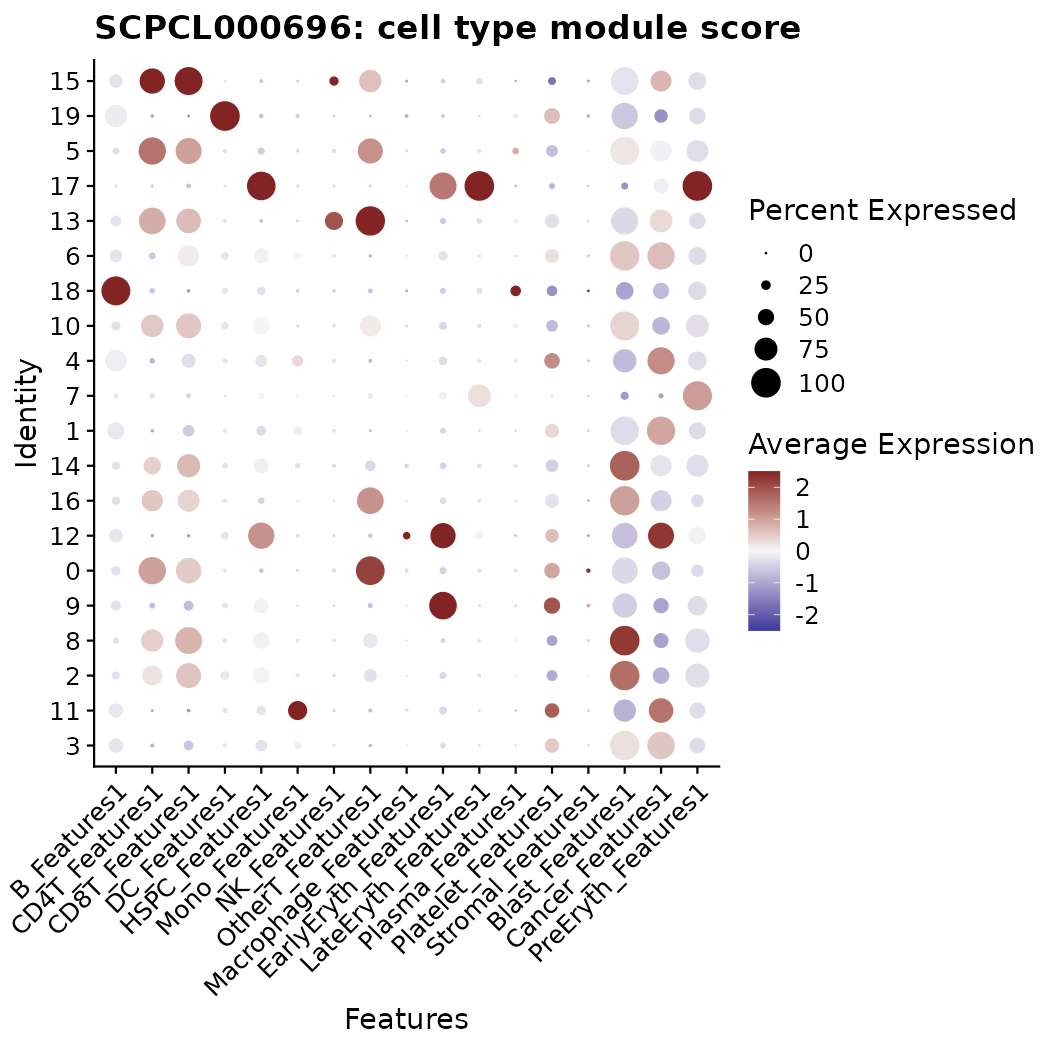 SCPCL000696: cell type module score
Identity
15
19
5
17
13
6
18
10
4
7
1
14
16
12
0
9
8
2
11
3
B_Features1
CD4T_Features1
CD8T_Features1
DC_Features1
HSPC_Features1
Mono_Features1
NK_Features1
OtherT_Features1
Macrophage_Features1
EarlyEryth_Features1
LateEryth_Features1
Plasma_Features1
Platelet_Features1
Stromal_Features1
Blast_Features1
Cancer_Features1
PreEryth_Features1
Features
Percent Expressed
0
25
50
75
100
Average Expression
2
1
0
-1
-2